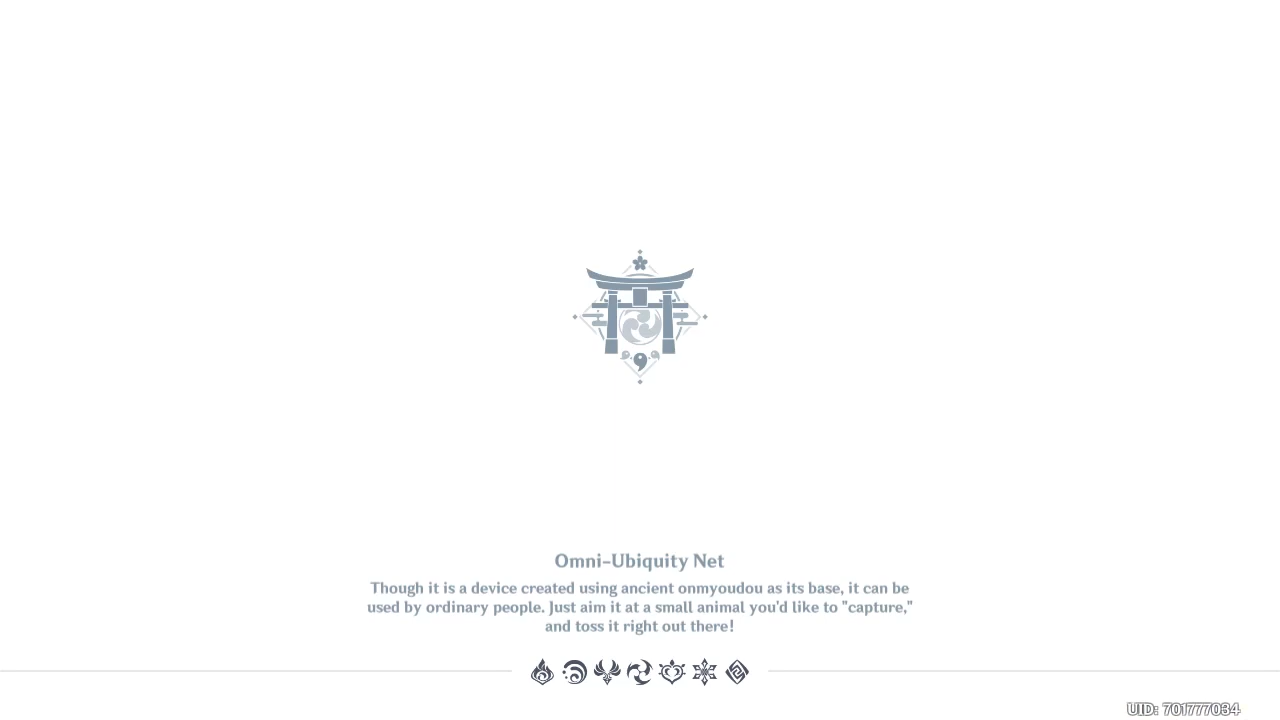 Omni-Ubiquity Net
Though it is a device created using ancient onmyoudou as its base, it can be
used by ordinary people. Just aim it at a small animal you'd like to "capture,"
and toss it right out there!
UID: 701777034